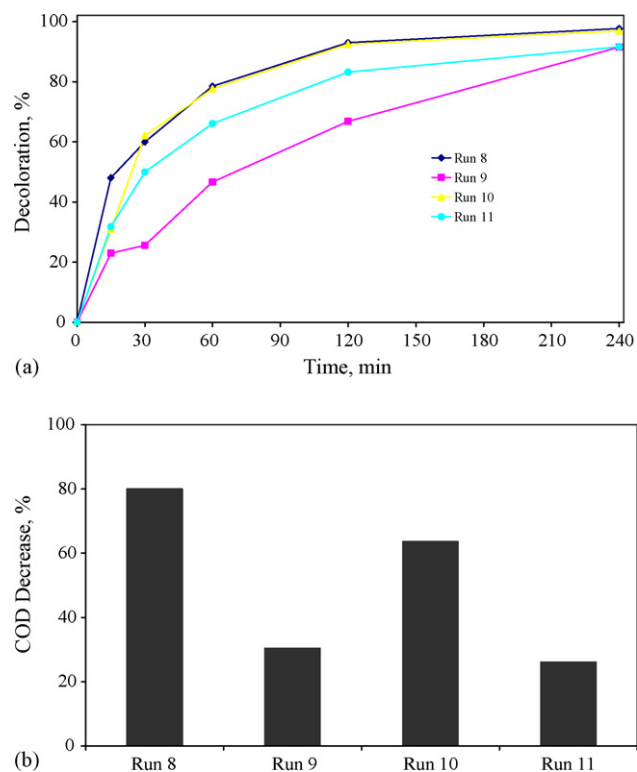 100
80
60
40
20
0
Decoloration, %
Run 8
Run 9
Run 10
Run 11
0 30 60 90 120 150 180 210 240
Time, min
(a)
100
80
60
40
20
0
COD Decrease, %
Run 8 Run 9 Run 10 Run 11
(b)